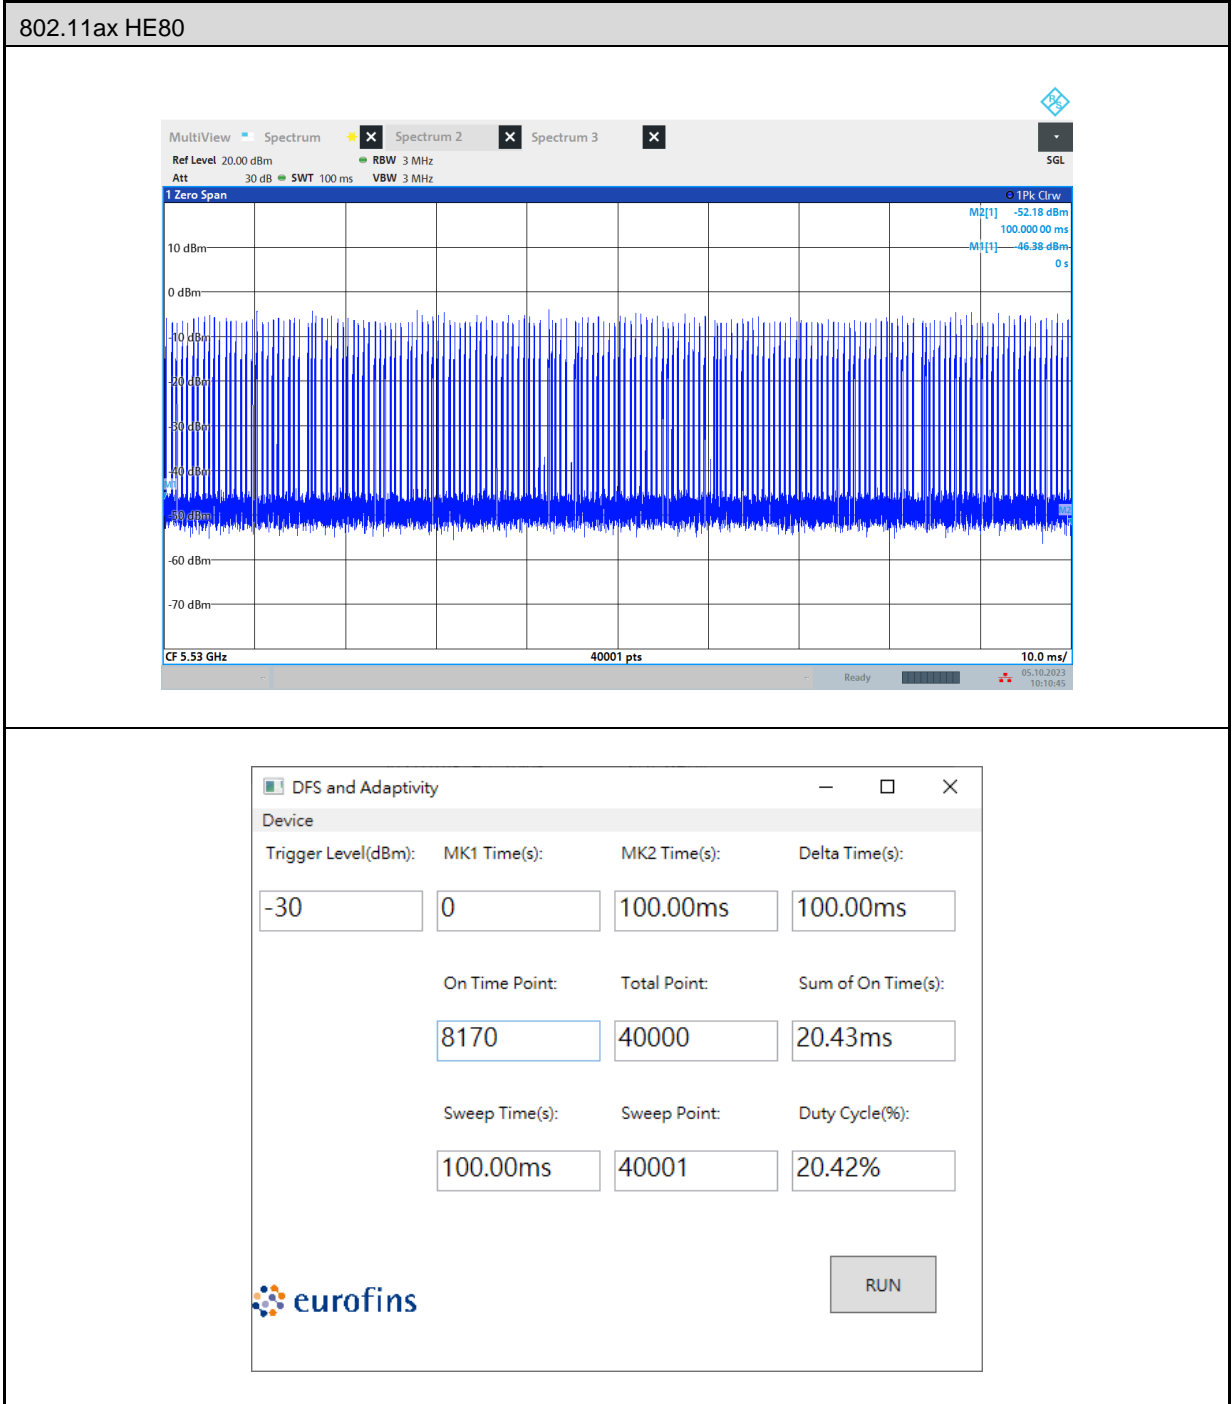 802.11ax HE80
R S
MultiView Spectrum Spectrum 2 Spectrum 3
Ref Level 20.00 dBm RBW 3 MHz SGL
Att 30 dB SWT 100 ms VBW 3 MHz
1 Zero Span 1Pk Clrw
M2[1] -52.18 dBm
100.000 00 ms
10 dBm M1[1] -46.38 dBm
0 s
0 dBm
-10 dBm
-20 dBm
-30 dBm
-40 dBm
M1
-50 dBm M2
-60 dBm
-70 dBm
CF 5.53 GHz 40001 pts 10.0 ms/
Ready 05.10.2023
10:10:45
DFS and Adaptivity
Device
Trigger Level(dBm): MK1 Time(s): MK2 Time(s): Delta Time(s):
-30 0 100.00ms 100.00ms
On Time Point: Total Point: Sum of On Time(s):
8170 40000 20.43ms
Sweep Time(s): Sweep Point: Duty Cycle(%):
100.00ms 40001 20.42%
RUN
eurofins